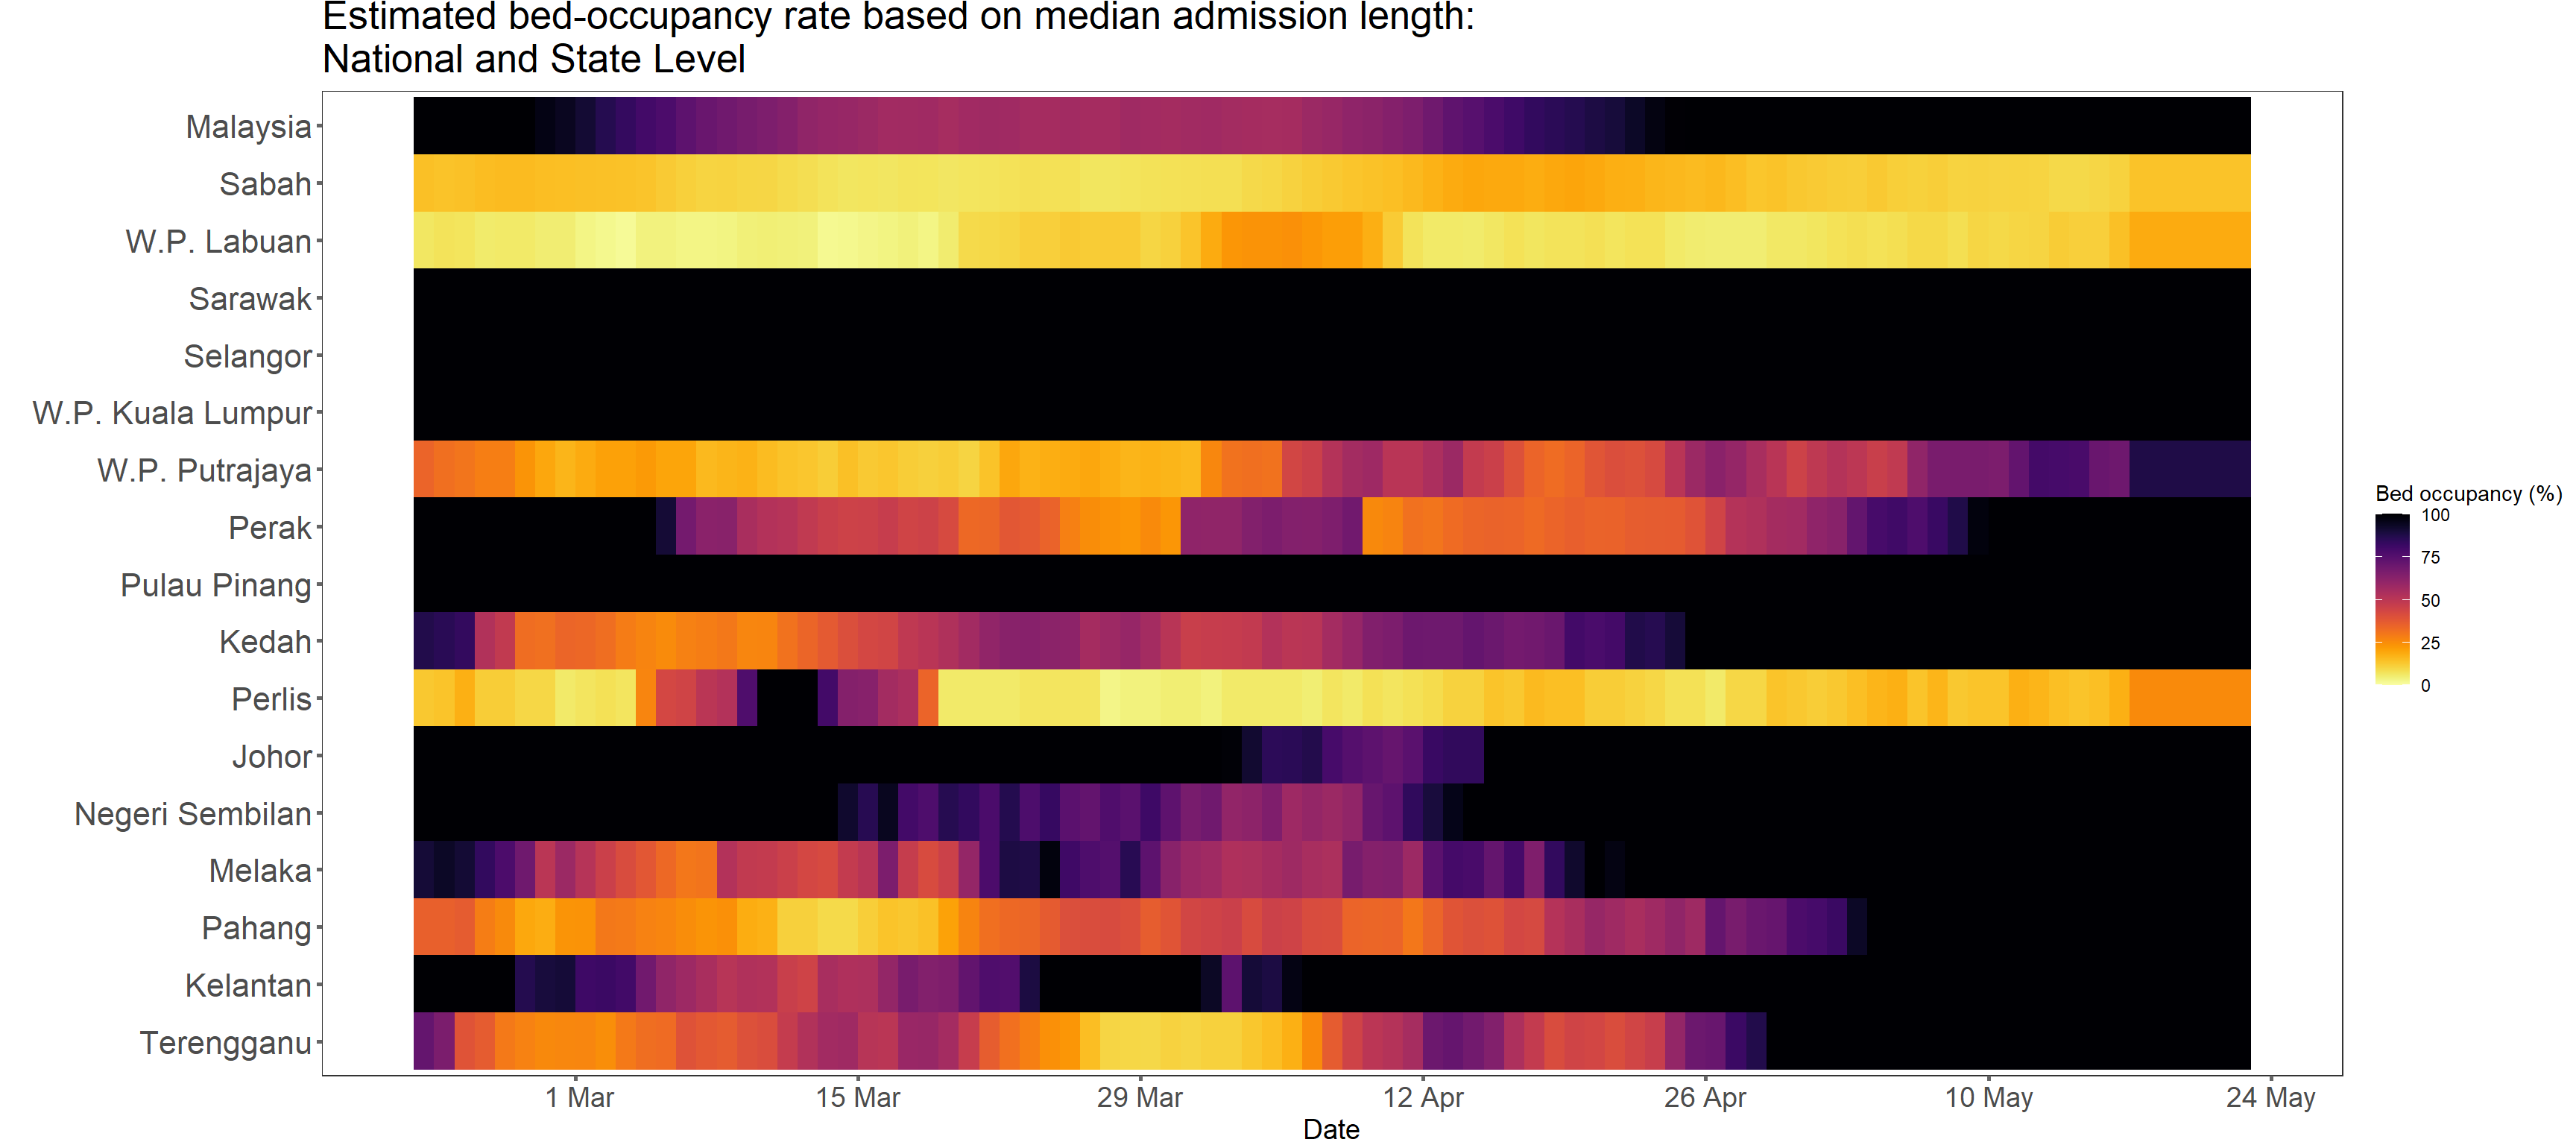 Estimated bed-occupancy rate based on median admission length:
National and State Level
Malaysia
Sabah
W.P. Labuan
Sarawak
Selangor
W.P. Kuala Lumpur
W.P. Putrajaya
Perak
Pulau Pinang
Kedah
Perlis
Johor
Negeri Sembilan
Melaka
Pahang
Kelantan
Terengganu
1 Mar
15 Mar
29 Mar
12 Apr
26 Apr
10 May
24 May
Date
Bed occupancy (%)
100
75
50
25
0